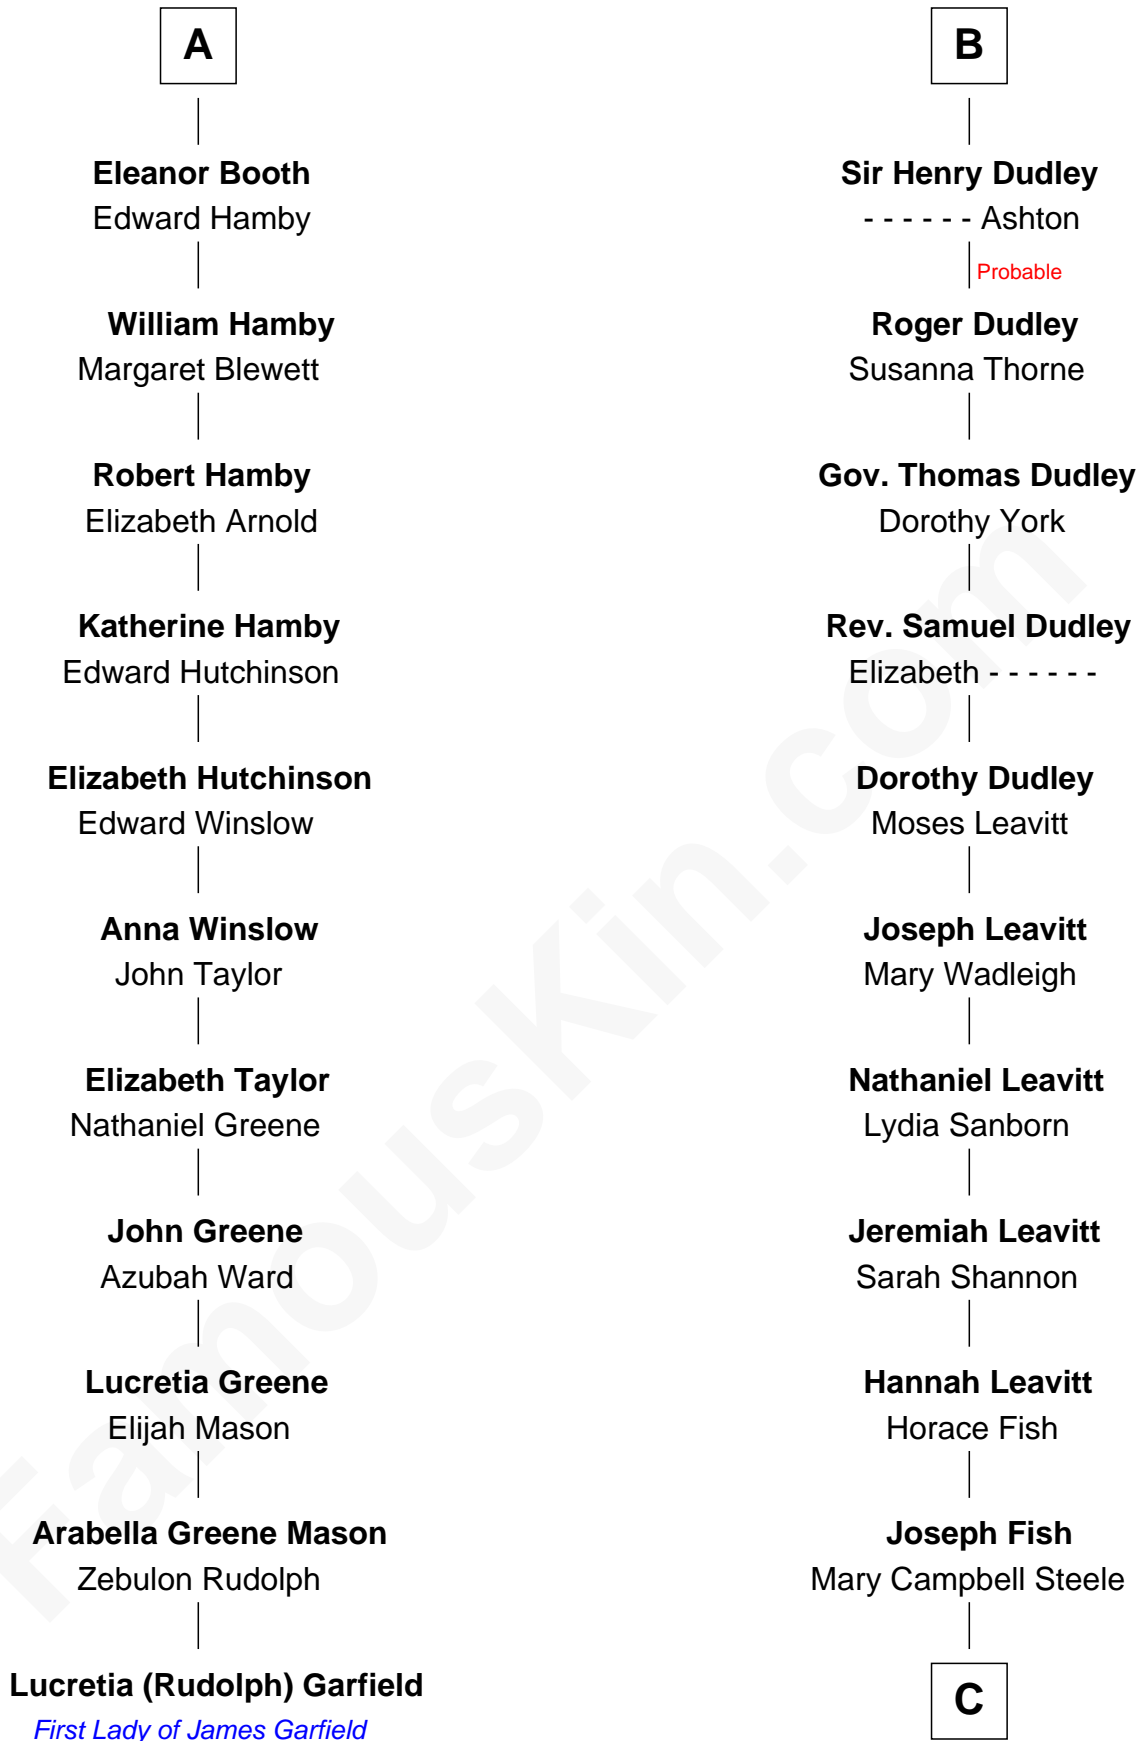 A
Eleanor Booth
Edward Hamby
William Hamby
Margaret Blewett
Robert Hamby
Elizabeth Arnold
Katherine Hamby
Edward Hutchinson
Elizabeth Hutchinson
Edward Winslow
Anna Winslow
John Taylor
Elizabeth Taylor
Nathaniel Greene
John Greene
Azubah Ward
Lucretia Greene
Elijah Mason
Arabella Greene Mason
Zebulon Rudolph
Lucretia (Rudolph) Garfield
First Lady of James Garfield
B
Sir Henry Dudley
- - - - - - Ashton
Probable
Roger Dudley
Susanna Thorne
Gov. Thomas Dudley
Dorothy York
Rev. Samuel Dudley
Elizabeth - - - - - -
Dorothy Dudley
Moses Leavitt
Joseph Leavitt
Mary Wadleigh
Nathaniel Leavitt
Lydia Sanborn
Jeremiah Leavitt
Sarah Shannon
Hannah Leavitt
Horace Fish
Joseph Fish
Mary Campbell Steele
C
FamousKin.com